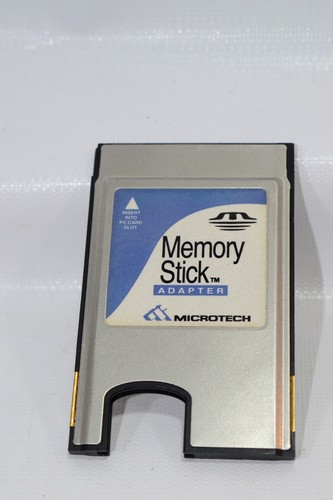 INSERT
INTO
PC CARD
SLOT
Memory
Stick™
ADAPTER
MICROTECH